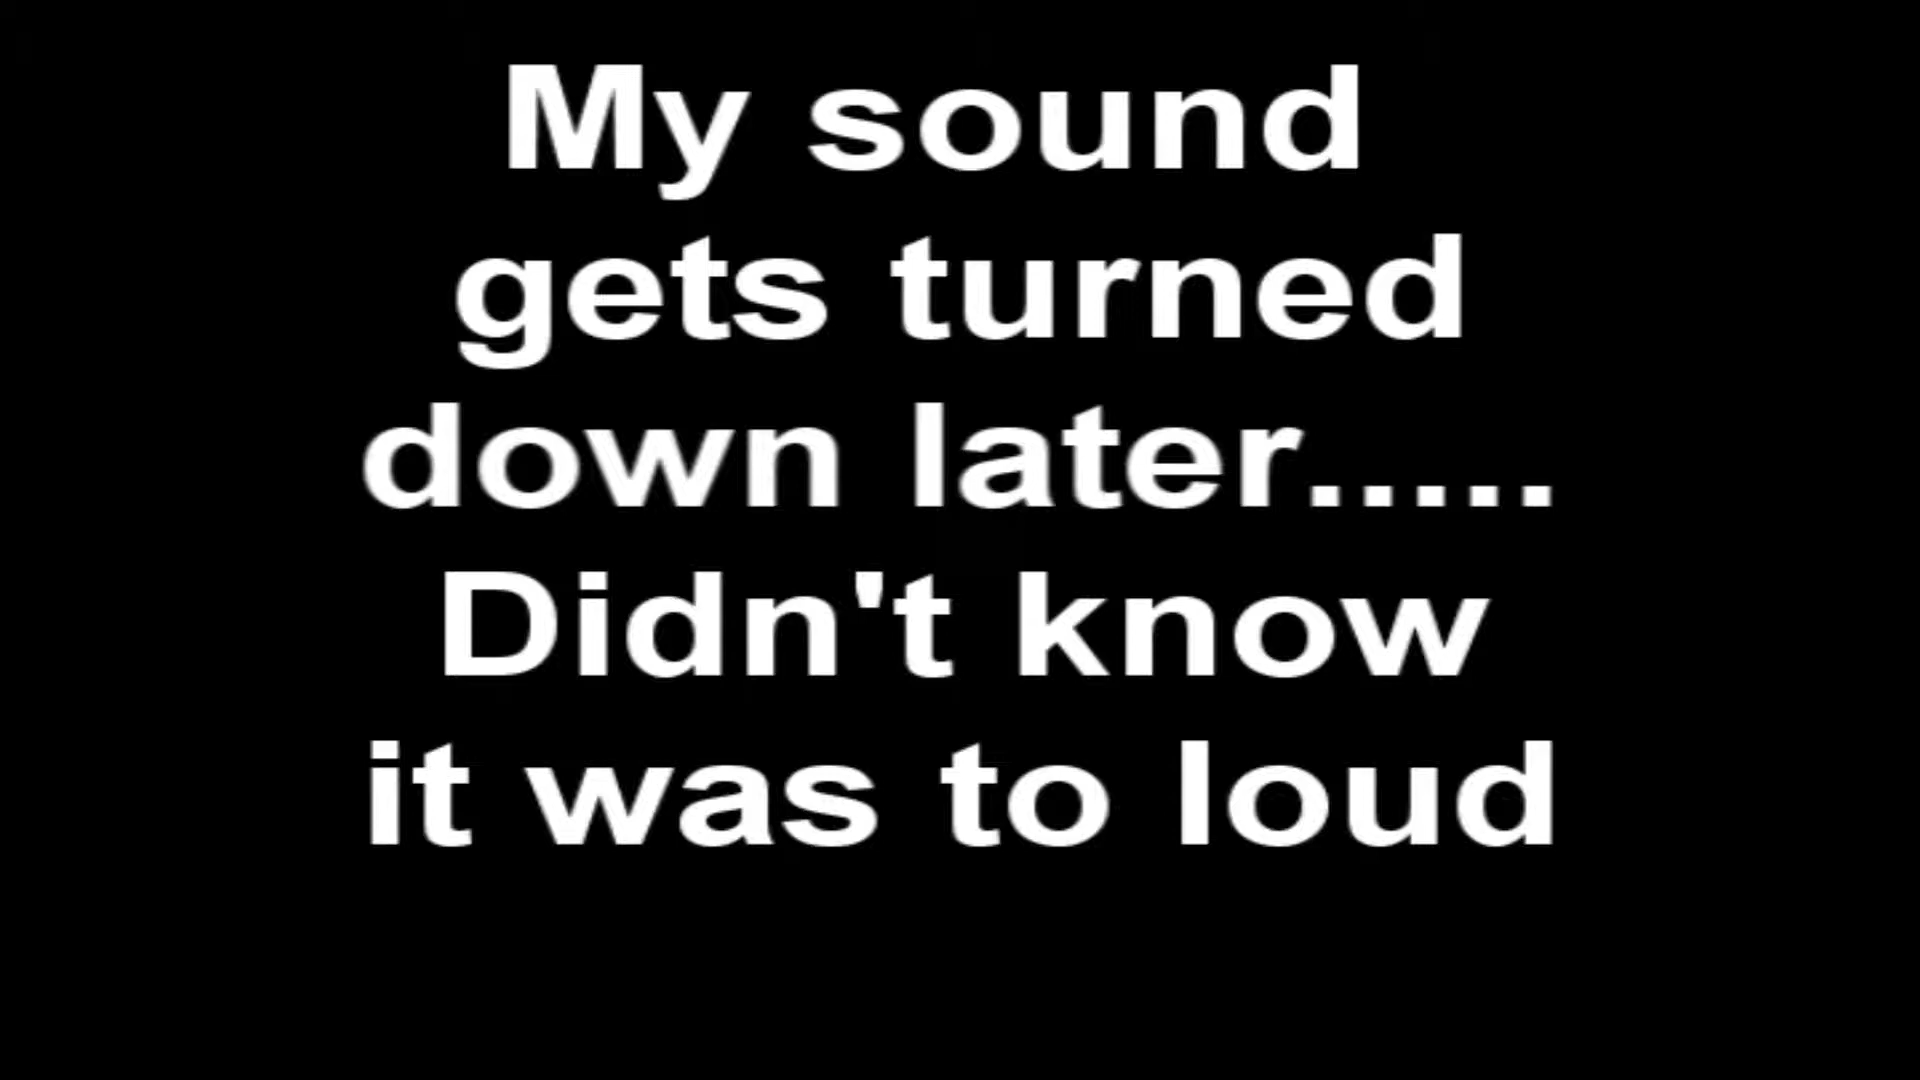 My sound
gets turned
down later.....
Didn't know
it was to loud